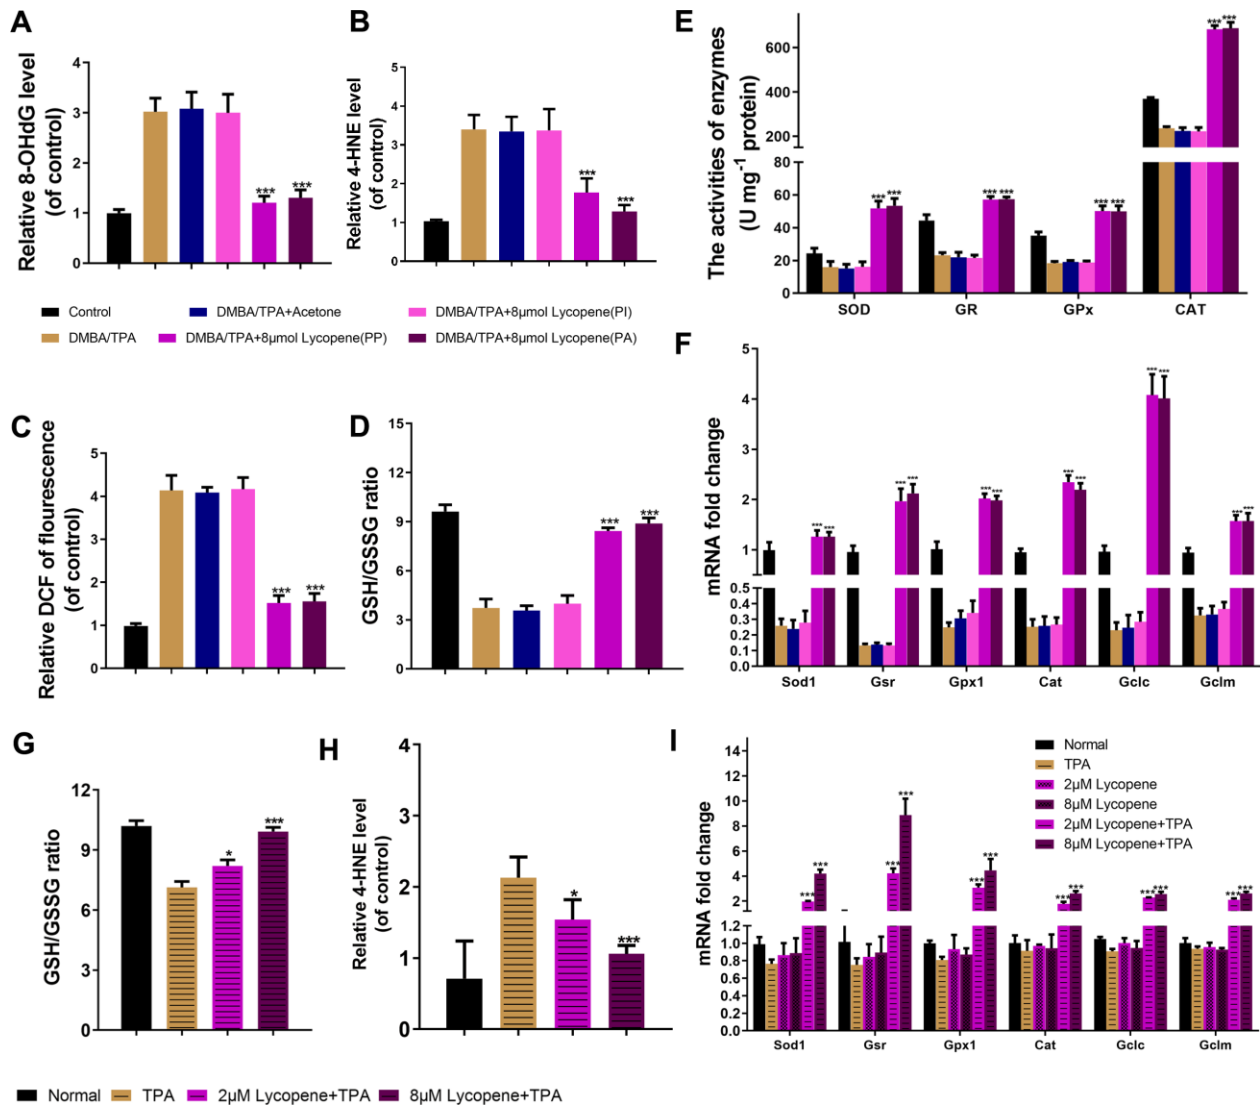 A
Relative 8-OHdG level
(of control)
4
3
2
1
0
***
***
B
Relative 4-HNE level
(of control)
5
4
3
2
1
0
***
***
Control
DMBA/TPA+Acetone
DMBA/TPA+8μmol Lycopene(PI)
DMBA/TPA
DMBA/TPA+8μmol Lycopene(PP)
DMBA/TPA+8μmol Lycopene(PA)
C
Relative DCF of flourescence
(of control)
5
4
3
2
1
0
***
***
D
GSH/GSSG ratio
15
12
9
6
3
0
***
***
E
The activities of enzymes
(U mg-1 protein)
600
400
200
80
60
40
20
0
***
***
***
***
***
***
***
***
SOD
GR
GPx
CAT
F
mRNA fold change
5
4
3
2
1
0.5
0.4
0.3
0.2
0.1
0.0
***
***
***
***
***
***
***
***
***
***
***
***
Sod1
Gsr
Gpx1
Cat
Gclc
Gclm
G
GSH/GSSG ratio
12
9
6
3
0
*
***
H
Relative 4-HNE level
(of control)
4
3
2
1
0
*
***
I
mRNA fold change
14
12
10
8
6
4
2
1.2
1.0
0.8
0.6
0.4
0.2
0.0
Normal
TPA
2μM Lycopene
8μM Lycopene
2μM Lycopene+TPA
8μM Lycopene+TPA
***
***
***
***
***
***
***
***
***
***
***
***
Sod1
Gsr
Gpx1
Cat
Gclc
Gclm
Normal
TPA
2μM Lycopene+TPA
8μM Lycopene+TPA